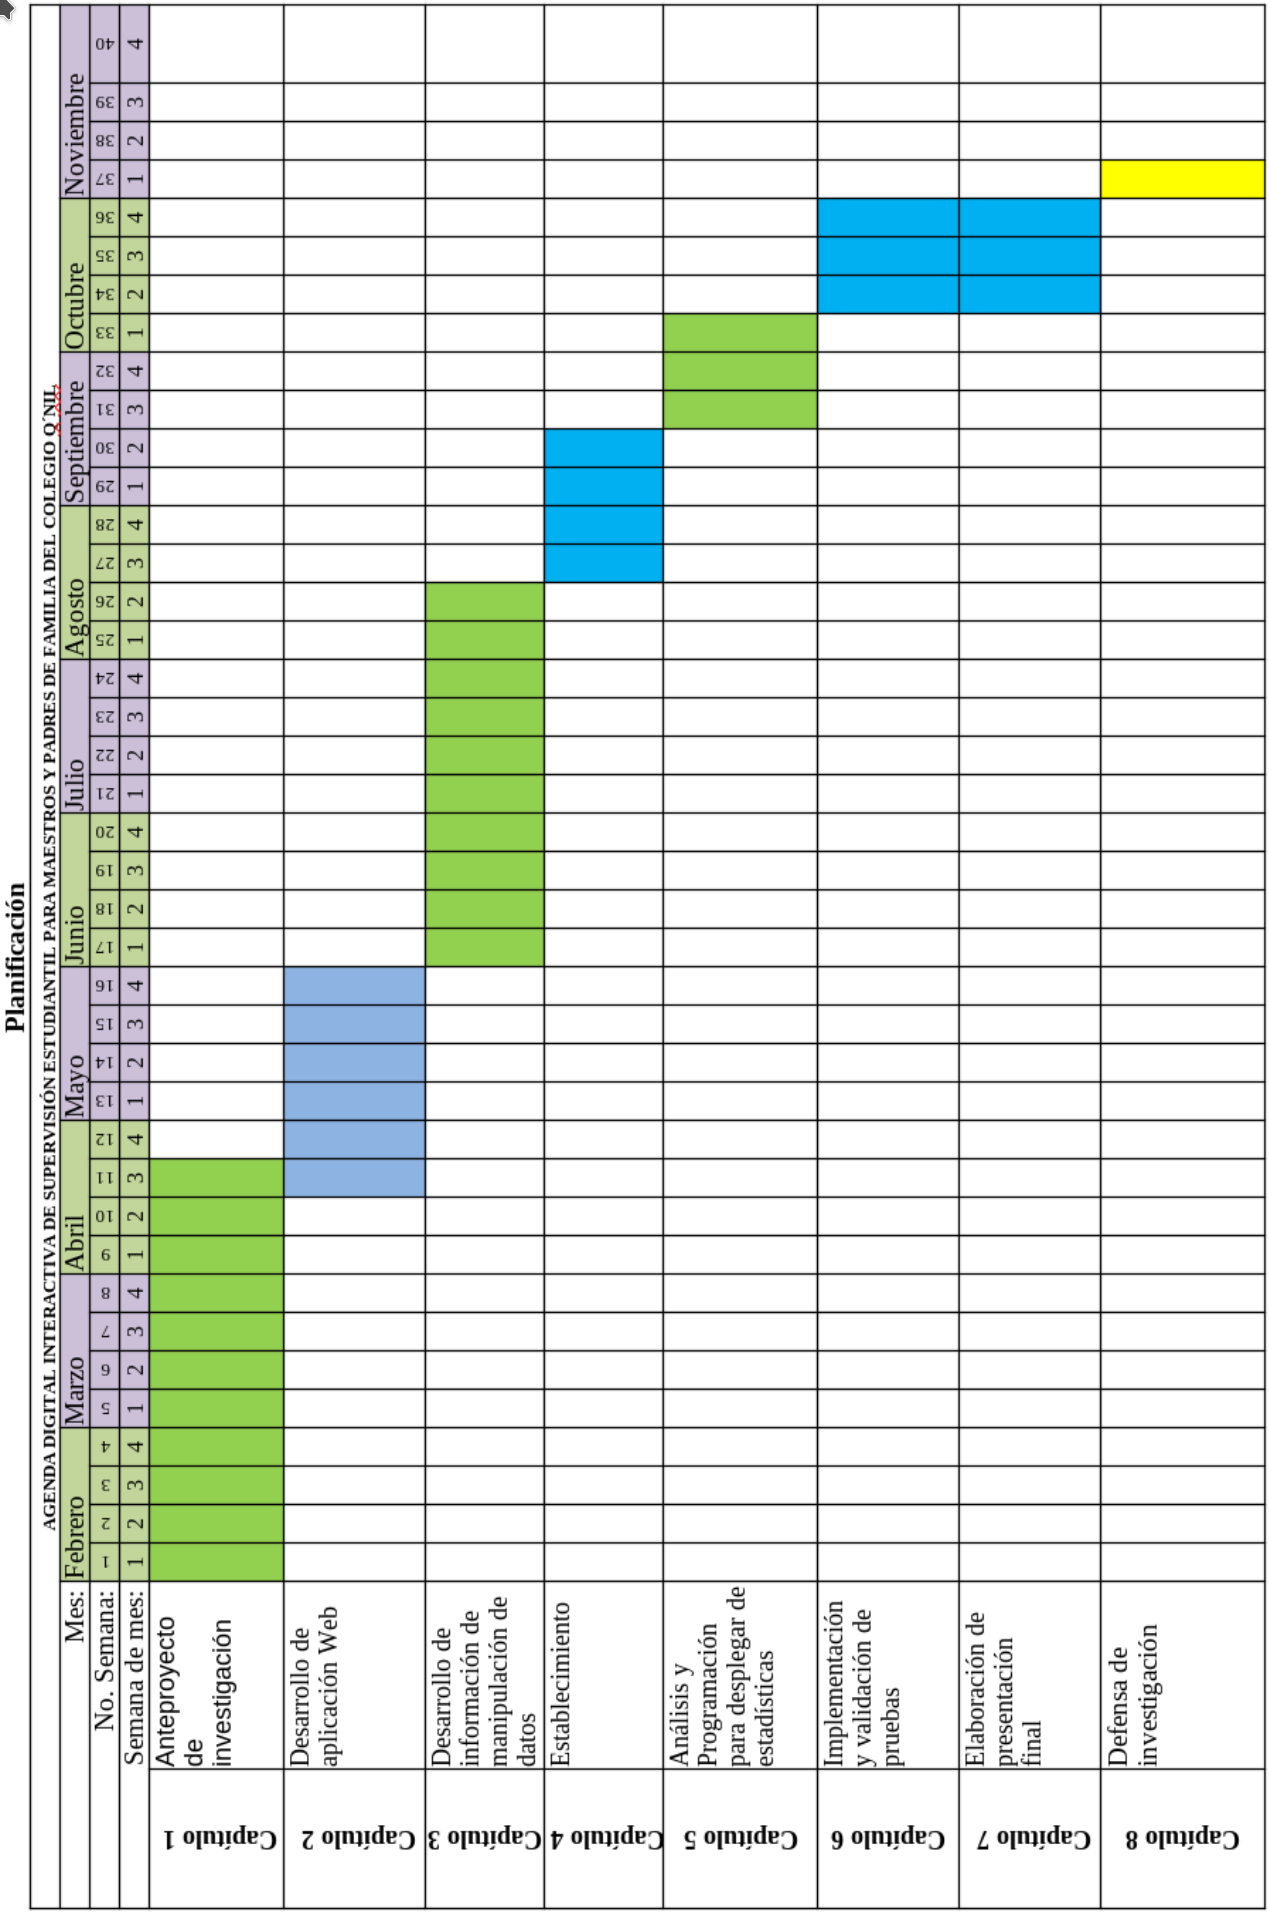 Planificación
AGENDA DIGITAL INTERACTIVA DE SUPERVISIÓN ESTUDIANTIL PARA MAESTROS Y PADRES DE FAMILIA DEL COLEGIO Q´NIL
Mes: Febrero Marzo Abril Mayo Junio Julio Agosto Septiembre Octubre Noviembre
No. Semana: 1 2 3 4 5 6 7 8 9 10 11 12 13 14 15 16 17 18 19 20 21 22 23 24 25 26 27 28 29 30 31 32 33 34 35 36 37 38 39 40
Semana de mes: 1 2 3 4 1 2 3 4 1 2 3 4 1 2 3 4 1 2 3 4 1 2 3 4 1 2 3 4 1 2 3 4 1 2 3 4 1 2 3 4
Capítulo 1
Anteproyecto
de
investigación
Capítulo 2
Desarrollo de
aplicación Web
Capítulo 3
Desarrollo de
información de
manipulación de
datos
Capítulo 4
Establecimiento
Capítulo 5
Análisis y
Programación
para desplegar de
estadísticas
Capítulo 6
Implementación
y validación de
pruebas
Capítulo 7
Elaboración de
presentación
final
Capítulo 8
Defensa de
investigación